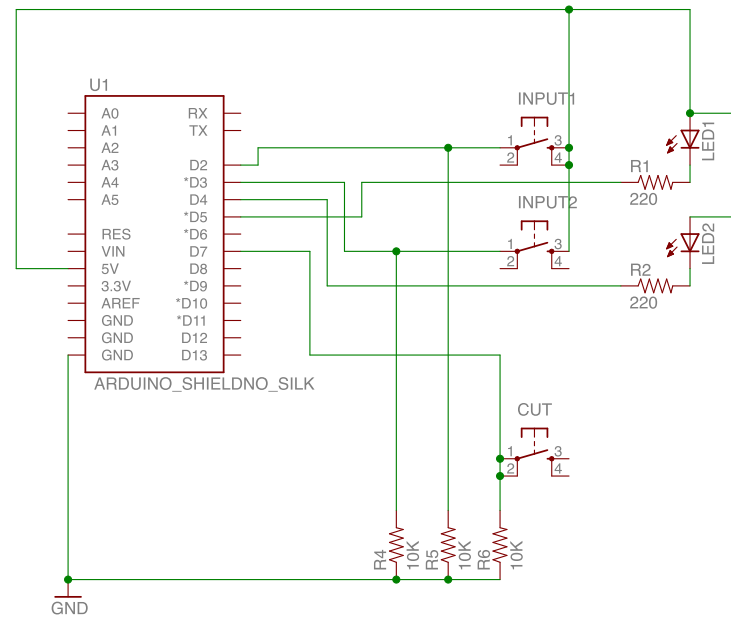 U1
A0 RX
A1 TX
A2
A3 D2
A4 *D3
A5 D4
*D5
RES *D6
VIN D7
5V D8
3.3V *D9
AREF *D10
GND *D11
GND D12
GND D13
ARDUINO_SHIELDNO_SILK
INPUT1
1 3
2 4
INPUT2
1 3
2 4
LED1
R1
220
LED2
R2
220
CUT
1 3
2 4
R4
10K
R5
10K
R6
10K
GND